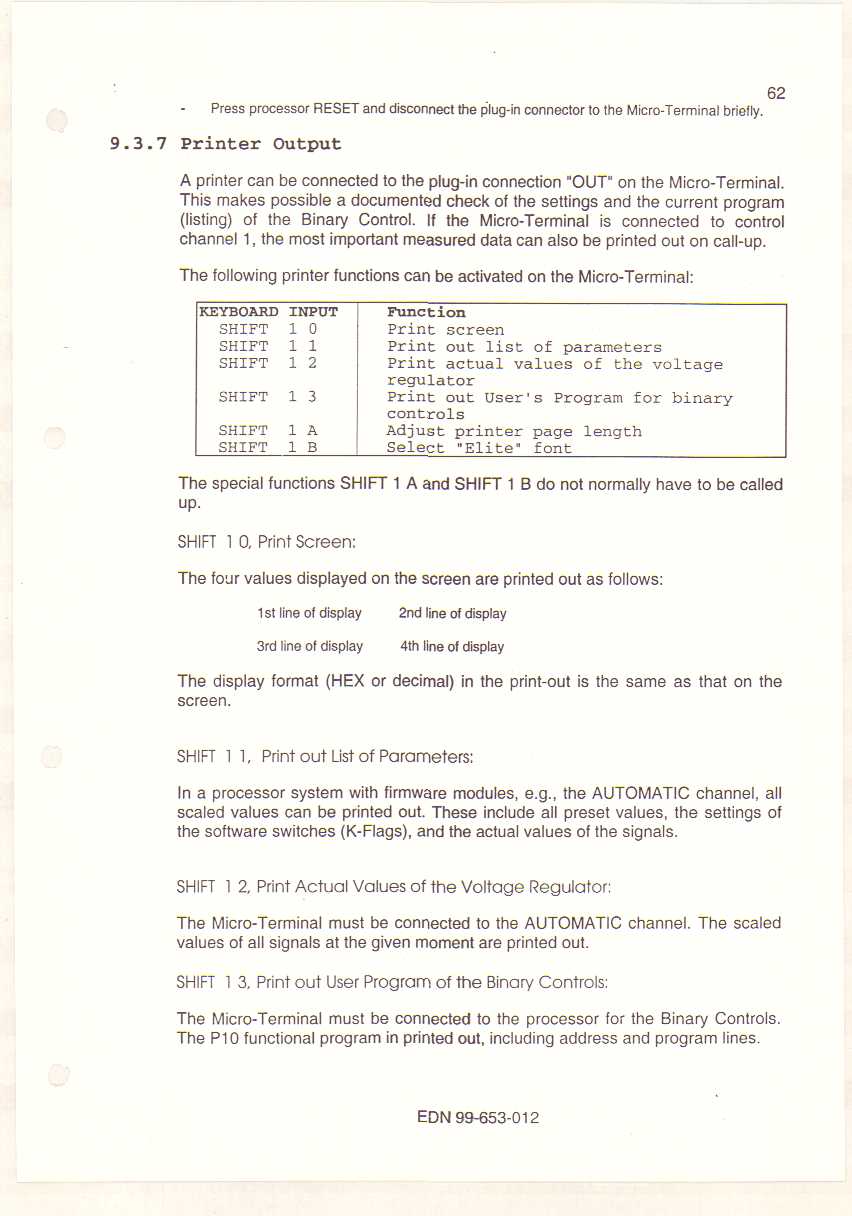 62
- Press processor RESET and disconnect the plug-in connector to the Micro-Terminal briefly.
9.3.7 Printer Output
A printer can be connected to the plug-in connection "OUT" on the Micro-Terminal.
This makes possible a documented check of the settings and the current program
(listing) of the Binary Control. If the Micro-Terminal is connected to control
channel 1, the most important measured data can also be printed out on call-up.
The following printer functions can be activated on the Micro-Terminal:
KEYBOARD INPUT Function
SHIFT 1 0 Print screen
SHIFT 1 1 Print out list of parameters
SHIFT 1 2 Print actual values of the voltage
regulator
SHIFT 1 3 Print out User's Program for binary
controls
SHIFT 1 A Adjust printer page length
SHIFT 1 B Select "Elite" font
The special functions SHIFT 1 A and SHIFT 1 B do not normally have to be called
up.
SHIFT 1 0, Print Screen:
The four values displayed on the screen are printed out as follows:
1st line of display 2nd line of display
3rd line of display 4th line of display
The display format (HEX or decimal) in the print-out is the same as that on the
screen.
SHIFT 1 1, Print out List of Parameters:
In a processor system with firmware modules, e.g., the AUTOMATIC channel, all
scaled values can be printed out. These include all preset values, the settings of
the software switches (K-Flags), and the actual values of the signals.
SHIFT 1 2, Print Actual Values of the Voltage Regulator:
The Micro-Terminal must be connected to the AUTOMATIC channel. The scaled
values of all signals at the given moment are printed out.
SHIFT 1 3, Print out User Program of the Binary Controls:
The Micro-Terminal must be connected to the processor for the Binary Controls.
The P10 functional program in printed out, including address and program lines.
EDN 99-653-012